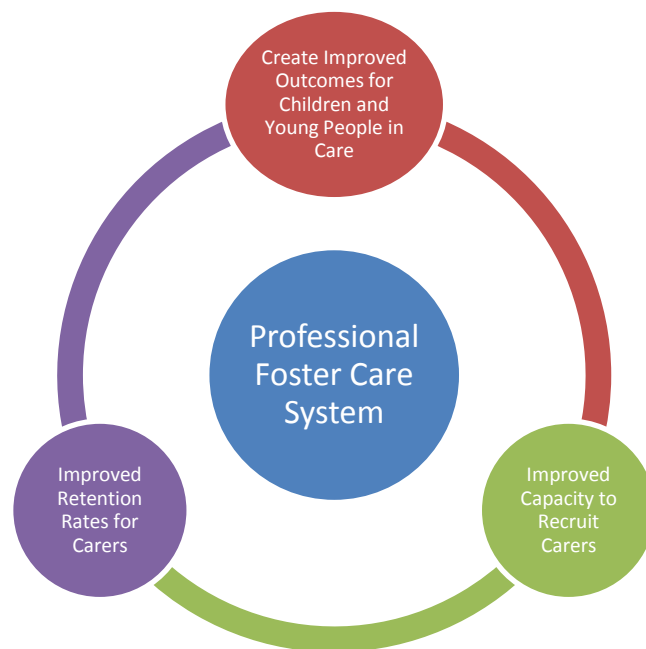 Create Improved
Outcomes for
Children and
Young People in
Care
Professional
Foster Care
System
Improved
Retention
Rates for
Carers
Improved
Capacity to
Recruit
Carers